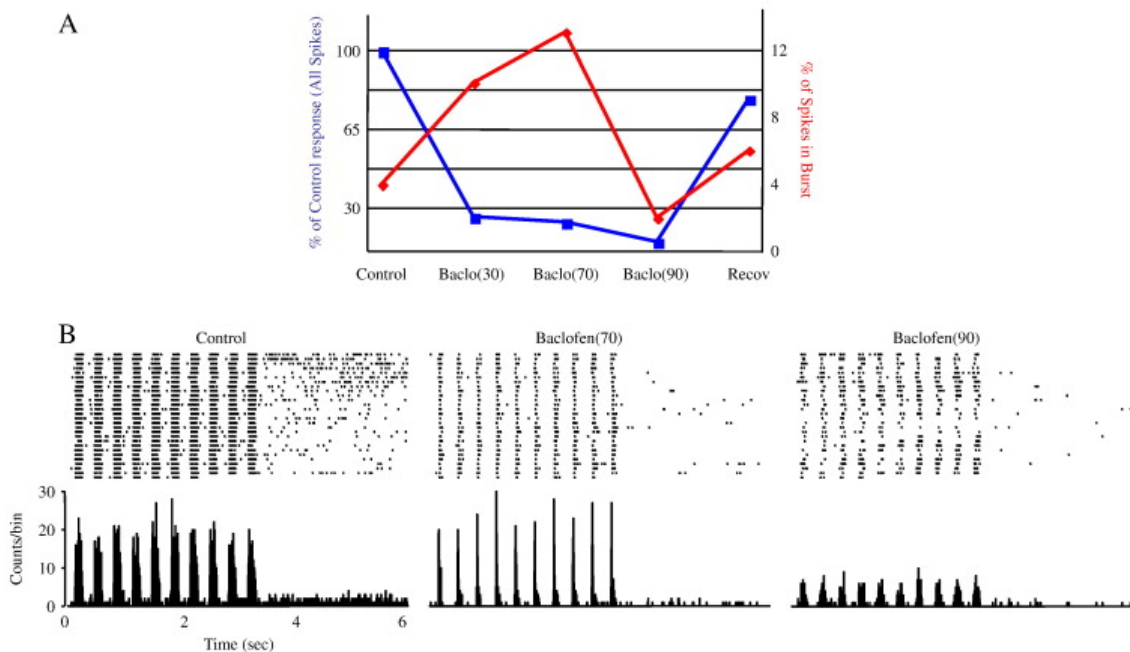 A
% of Control response (All Spikes)
100
65
30
12
8
4
0
% of Spikes in Burst
Control
Baclo(30)
Baclo(70)
Baclo(90)
Recov
B
Control
Baclofen(70)
Baclofen(90)
Counts/bin
30
20
10
0
0
2
4
6
Time (sec)